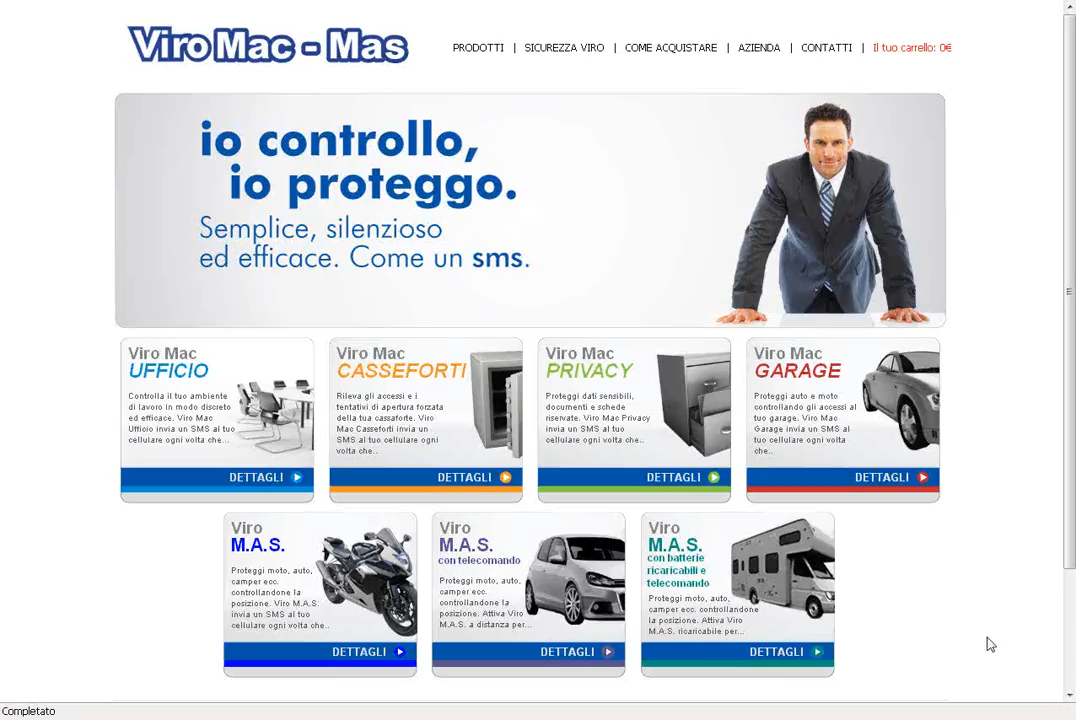 Viro Mac - Mas
PRODOTTI | SICUREZZA VIRO | COME ACQUISTARE | AZIENDA | CONTATTI | Il tuo carrello: 0€
io controllo,
io proteggo.
Semplice, silenzioso
ed efficace. Come un sms.
Viro Mac
UFFICIO
Controlla il tuo ambiente
di lavoro in modo discreto
ed efficace. Viro Mac
Ufficio invia un SMS al tuo
cellulare ogni volta che...
DETTAGLI
Viro Mac
CASSEFORTI
Rileva gli accessi e i
tentativi di apertura forzata
della tua cassaforte. Viro
Mac Casseforti invia un
SMS al tuo cellulare ogni
volta che..
DETTAGLI
Viro Mac
PRIVACY
Proteggi dati sensibili,
documenti e schede
riservate. Viro Mac Privacy
invia un SMS al tuo
cellulare ogni volta che..
DETTAGLI
Viro Mac
GARAGE
Proteggi auto e moto
controllando gli accessi al
tuo garage. Viro Mac
Garage invia un SMS al
tuo cellulare ogni volta
che..
DETTAGLI
Viro
M.A.S.
Proteggi moto, auto,
camper ecc.
controllandone la
posizione. Viro M.A.S.
invia un SMS al tuo
cellulare ogni volta che..
DETTAGLI
Viro
M.A.S.
con telecomando
Proteggi moto, auto,
camper ecc.
controllandone la
posizione. Attiva Viro
M.A.S. a distanza per...
DETTAGLI
Viro
M.A.S.
con batterie
ricaricabili e
telecomando
Proteggi moto, auto,
camper ecc. controllandone
la posizione. Attiva Viro
M.A.S. ricaricabile per...
DETTAGLI
Completato